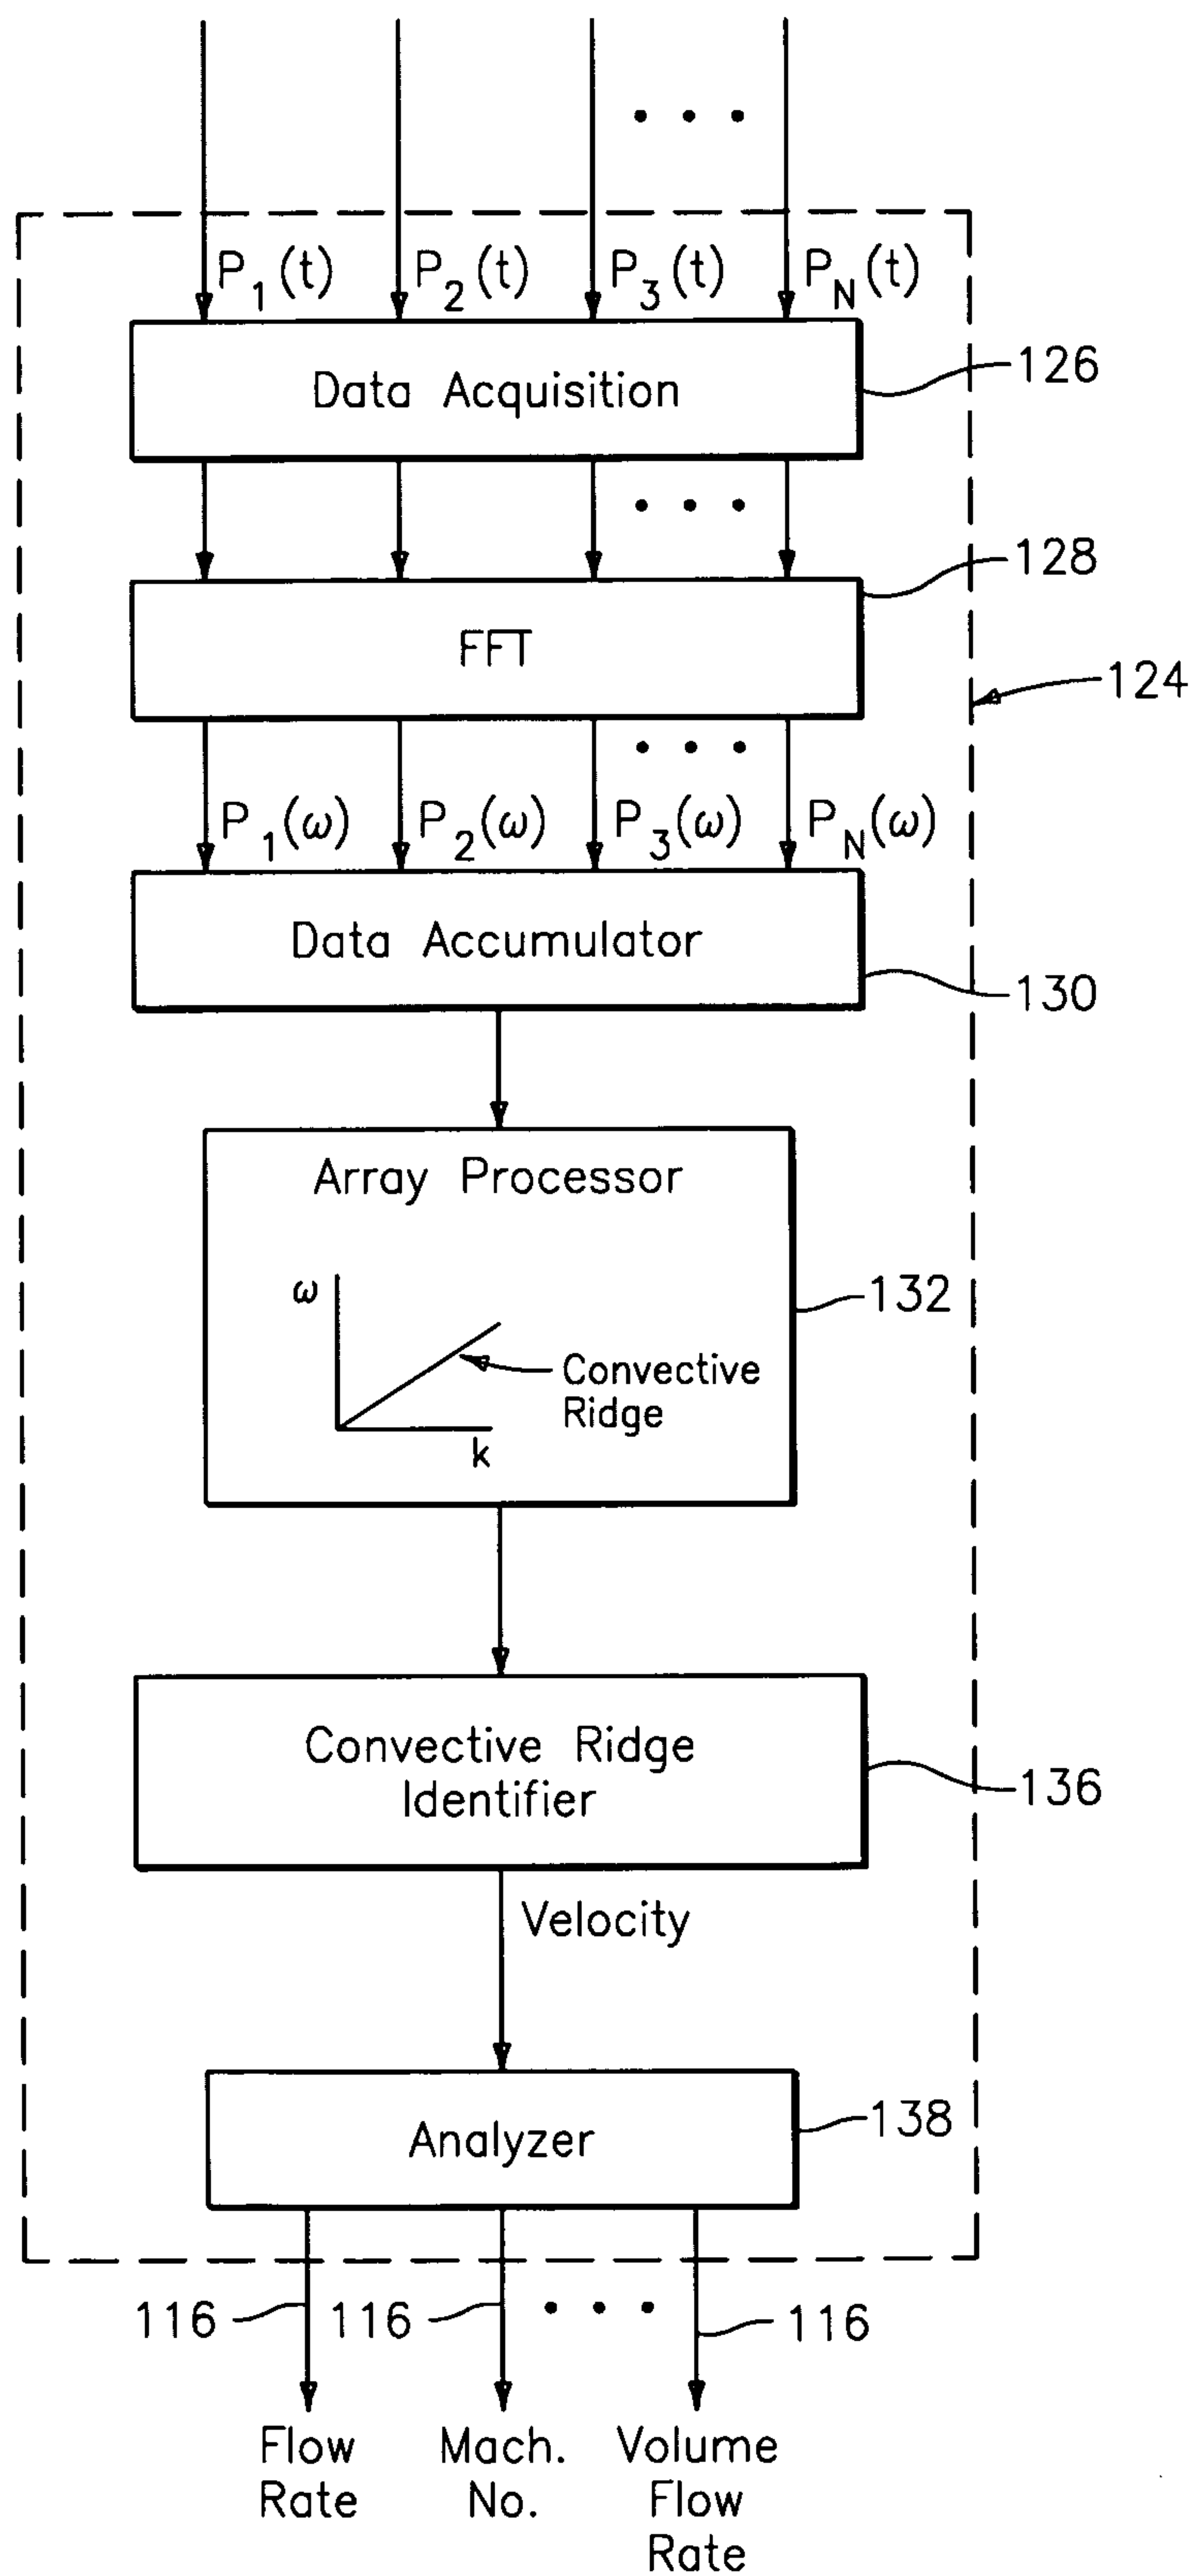 . . .
P1(t) P2(t) P3(t) PN(t)
Data Acquisition
126
. . .
128
FFT
124
. . .
P1(ω) P2(ω) P3(ω) PN(ω)
Data Accumulator
130
Array Processor
ω
132
Convective
Ridge
k
Convective Ridge
Identifier
136
Velocity
Analyzer
138
116 116 . . . 116
Flow
Rate
Mach.
No.
Volume
Flow
Rate